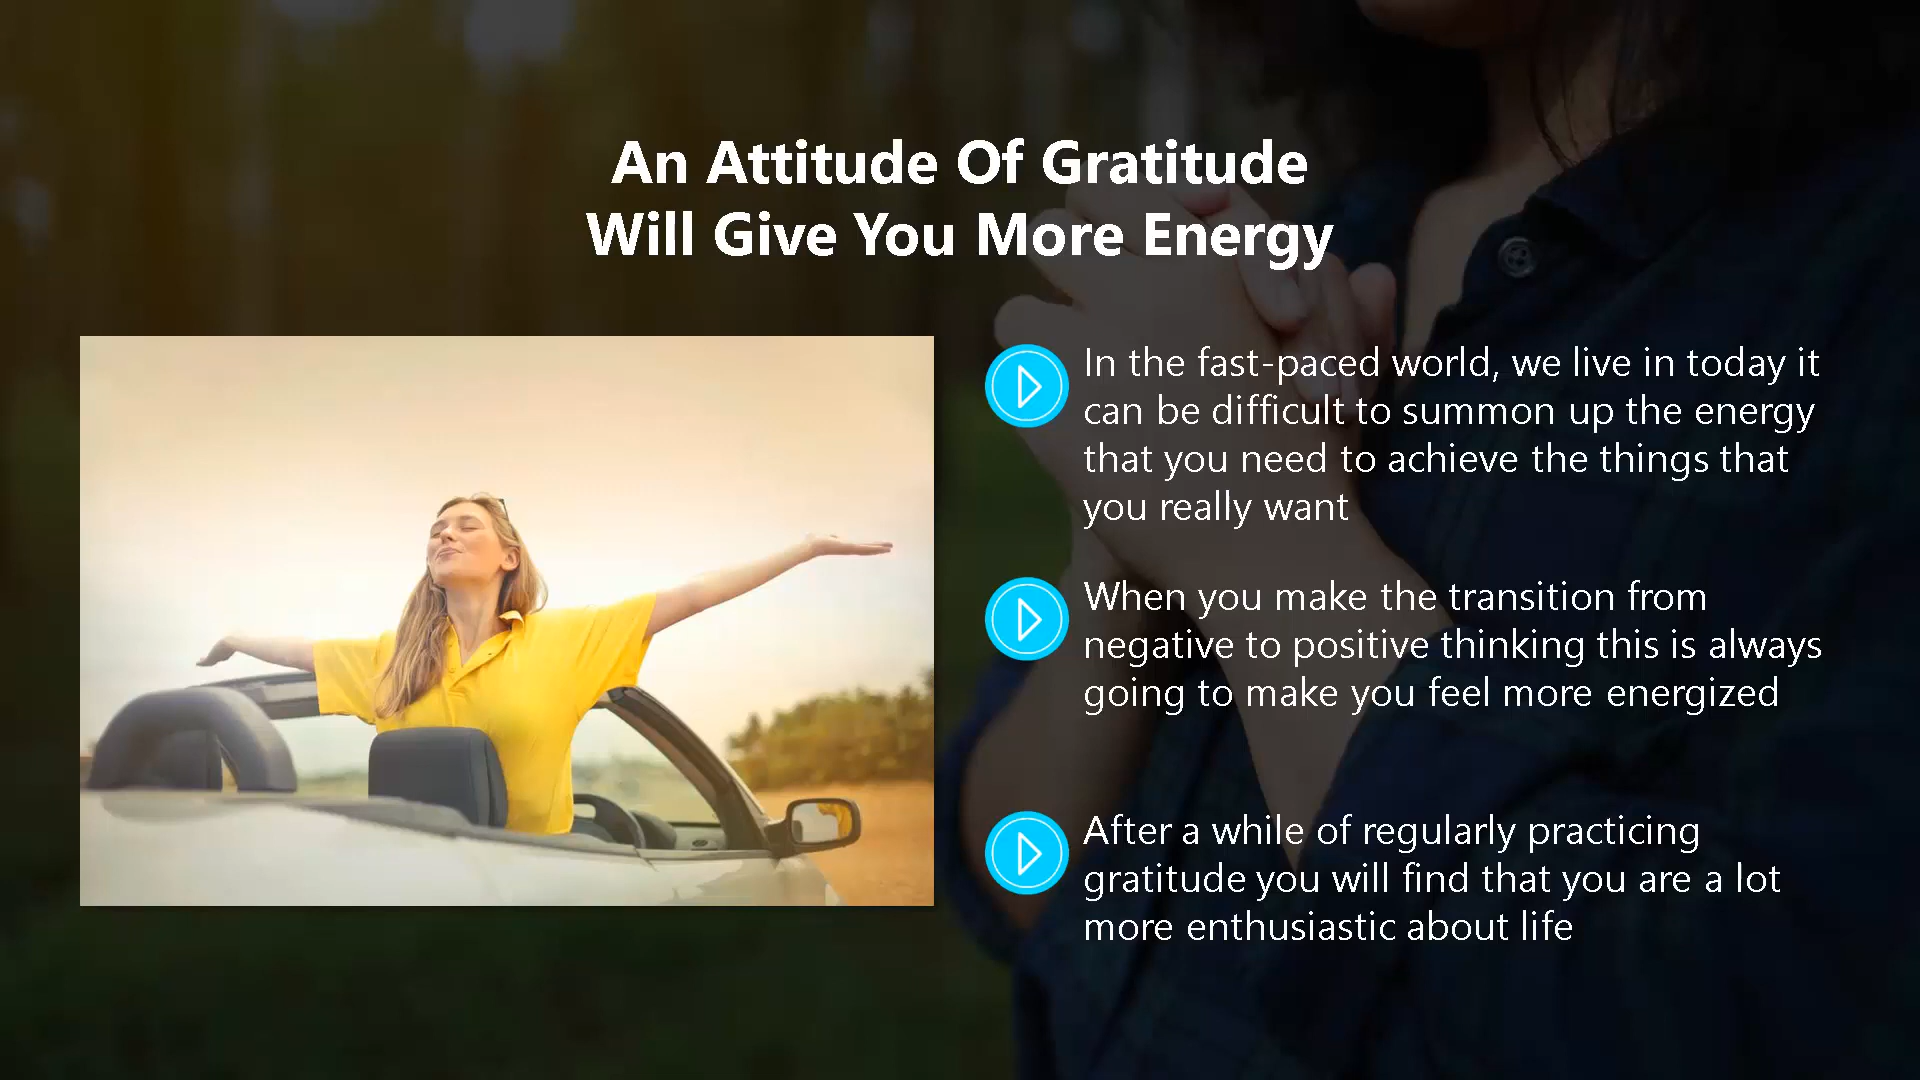 An Attitude Of Gratitude
Will Give You More Energy
In the fast-paced world, we live in today it
can be difficult to summon up the energy
that you need to achieve the things that
you really want
When you make the transition from
negative to positive thinking this is always
going to make you feel more energized
After a while of regularly practicing
gratitude you will find that you are a lot
more enthusiastic about life